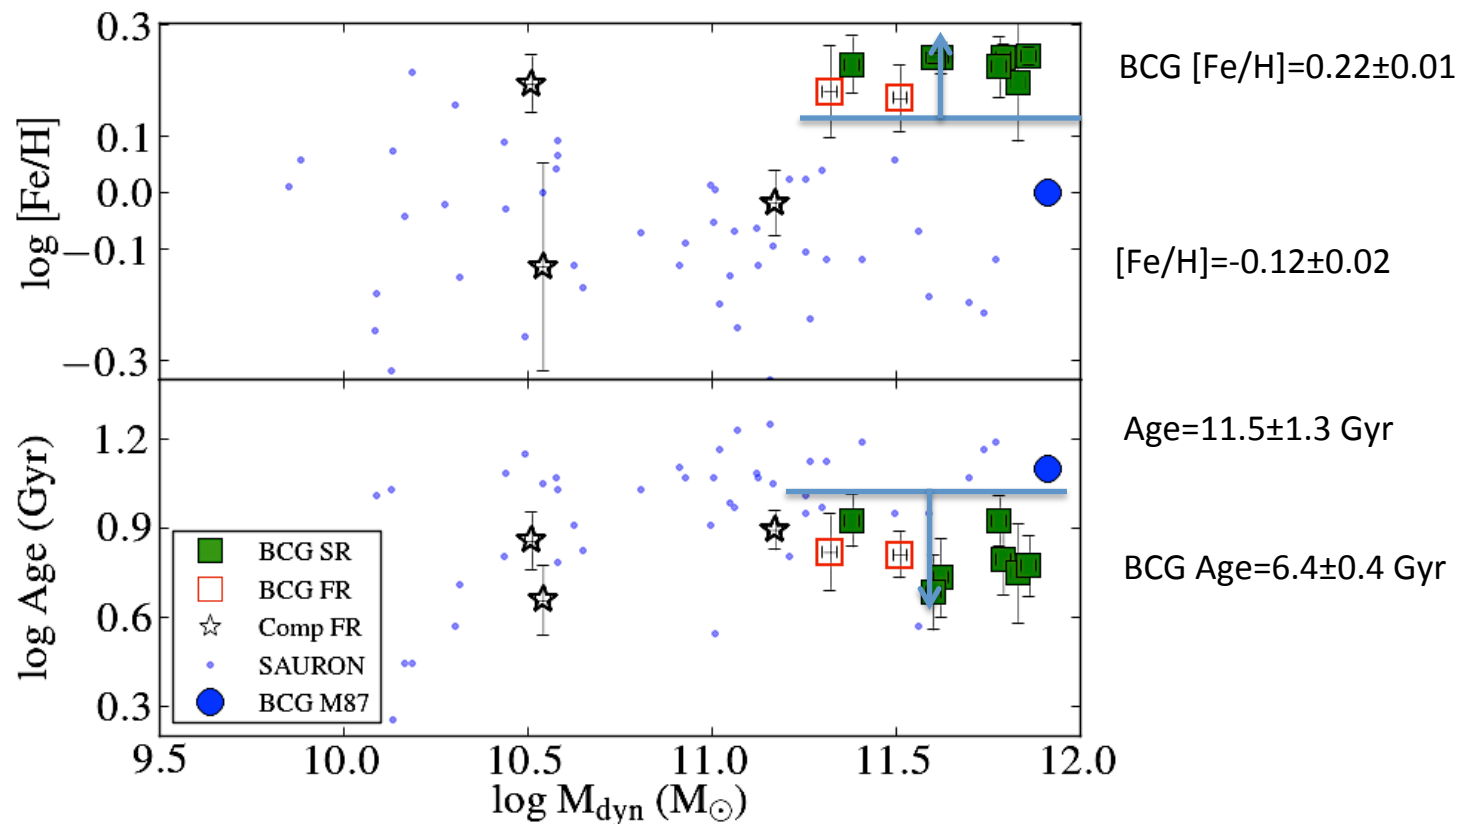 0.3
0.1
0.0
−0.1
−0.3
log [Fe/H]
BCG [Fe/H]=0.22±0.01
[Fe/H]=-0.12±0.02
1.2
0.9
0.6
0.3
log Age (Gyr)
Age=11.5±1.3 Gyr
BCG Age=6.4±0.4 Gyr
BCG SR
BCG FR
Comp FR
SAURON
BCG M87
9.5 10.0 10.5 11.0 11.5 12.0
log M_dyn (M_⊙)